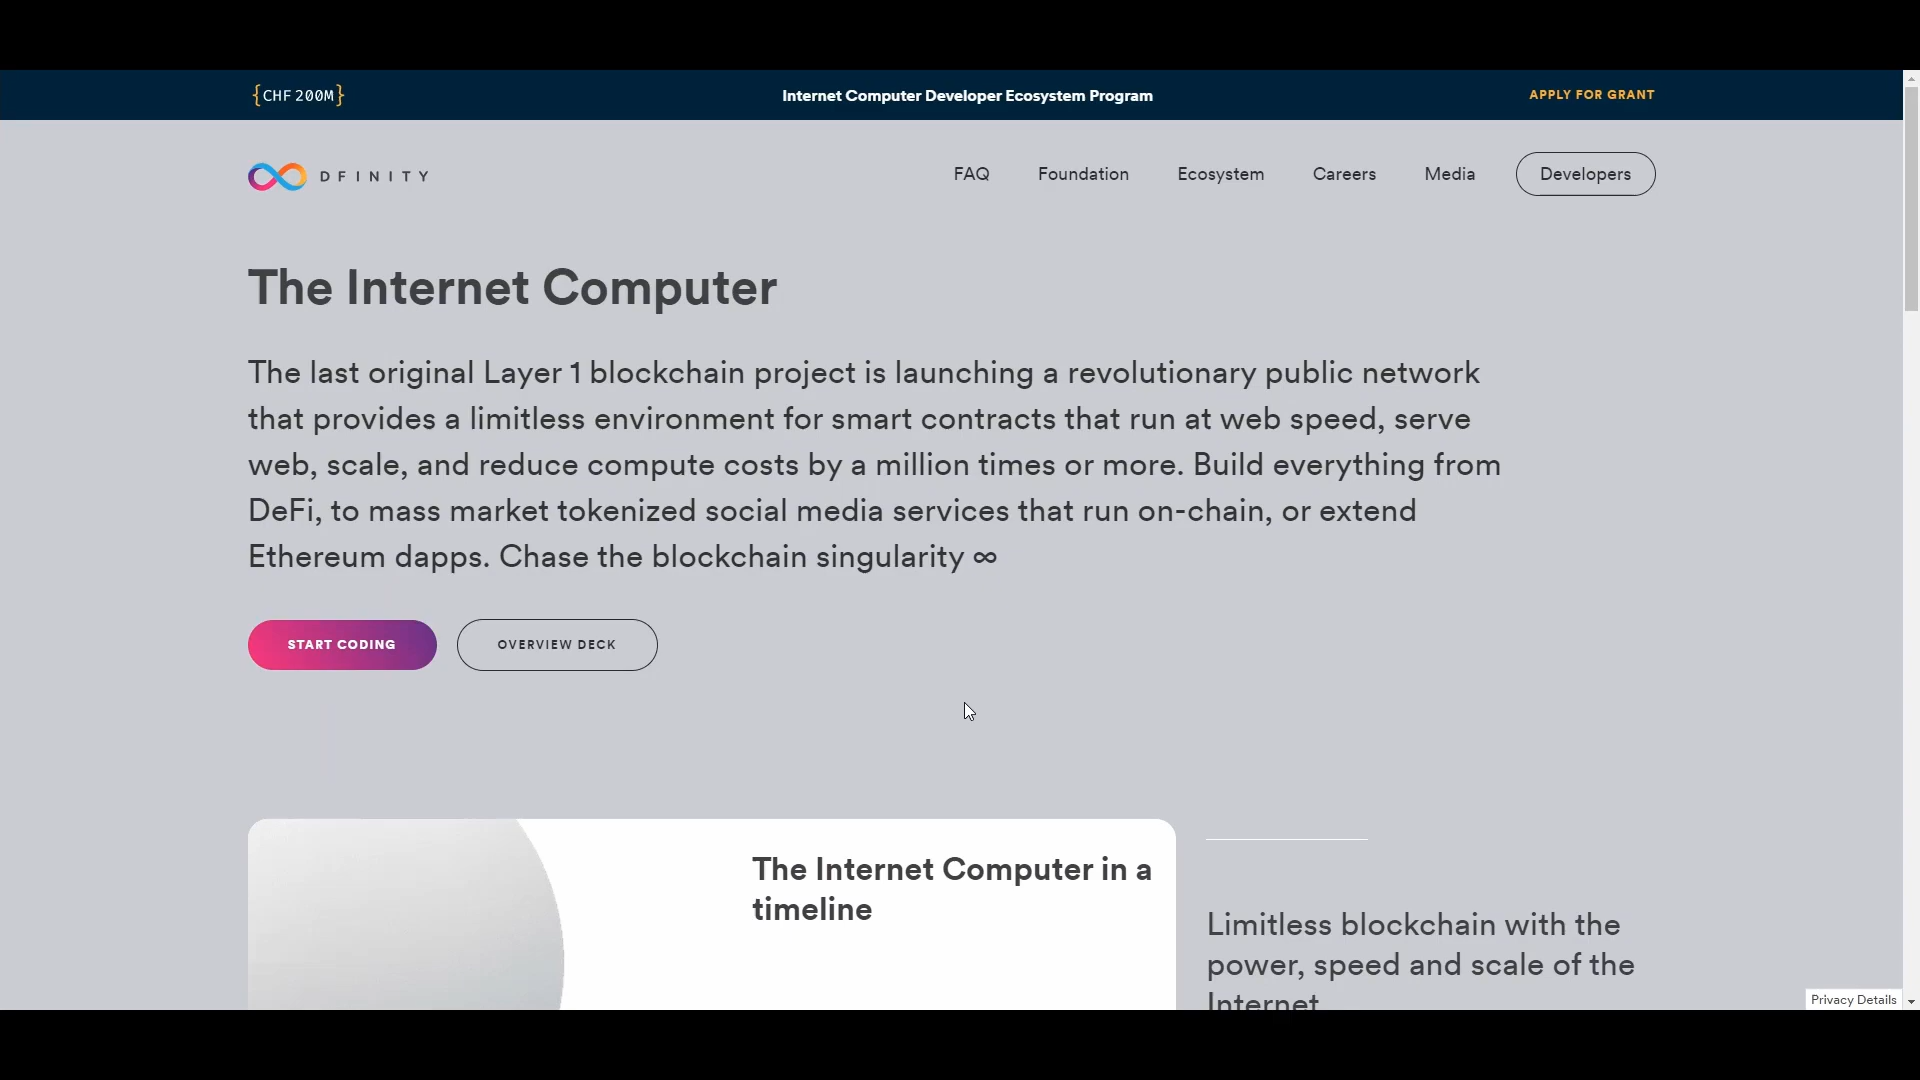 {CHF 200M}
Internet Computer Developer Ecosystem Program
APPLY FOR GRANT
DFINITY
FAQ
Foundation
Ecosystem
Careers
Media
Developers
The Internet Computer
The last original Layer 1 blockchain project is launching a revolutionary public network
that provides a limitless environment for smart contracts that run at web speed, serve
web, scale, and reduce compute costs by a million times or more. Build everything from
DeFi, to mass market tokenized social media services that run on-chain, or extend
Ethereum dapps. Chase the blockchain singularity ∞
START CODING
OVERVIEW DECK
The Internet Computer in a
timeline
Limitless blockchain with the
power, speed and scale of the
Internet
Privacy Details